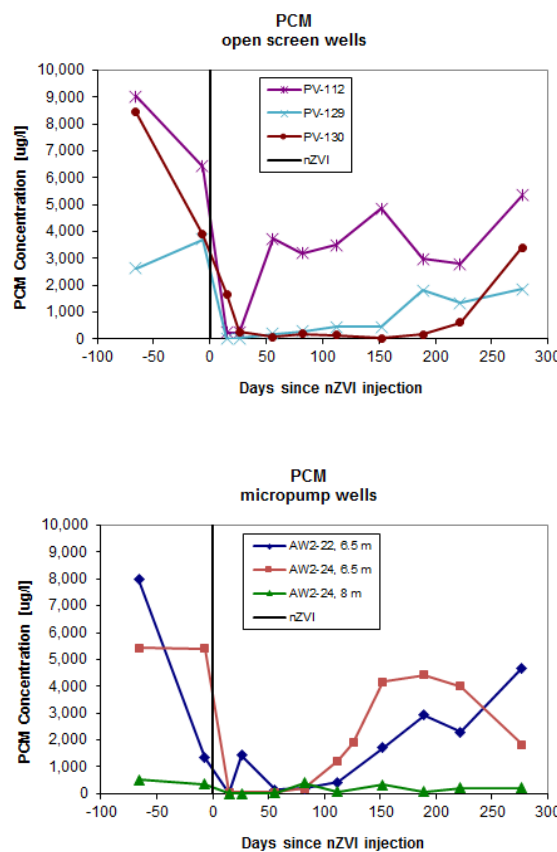 PCM
open screen wells
PCM Concentration [ug/l]
10,000
9,000
8,000
7,000
6,000
5,000
4,000
3,000
2,000
1,000
0
PV-112
PV-129
PV-130
nZVI
-100 -50 0 50 100 150 200 250 300
Days since nZVI injection
PCM
micropump wells
PCM Concentration [ug/l]
10,000
9,000
8,000
7,000
6,000
5,000
4,000
3,000
2,000
1,000
0
AW2-22, 6.5 m
AW2-24, 6.5 m
AW2-24, 8 m
nZVI
-100 -50 0 50 100 150 200 250 300
Days since nZVI injection